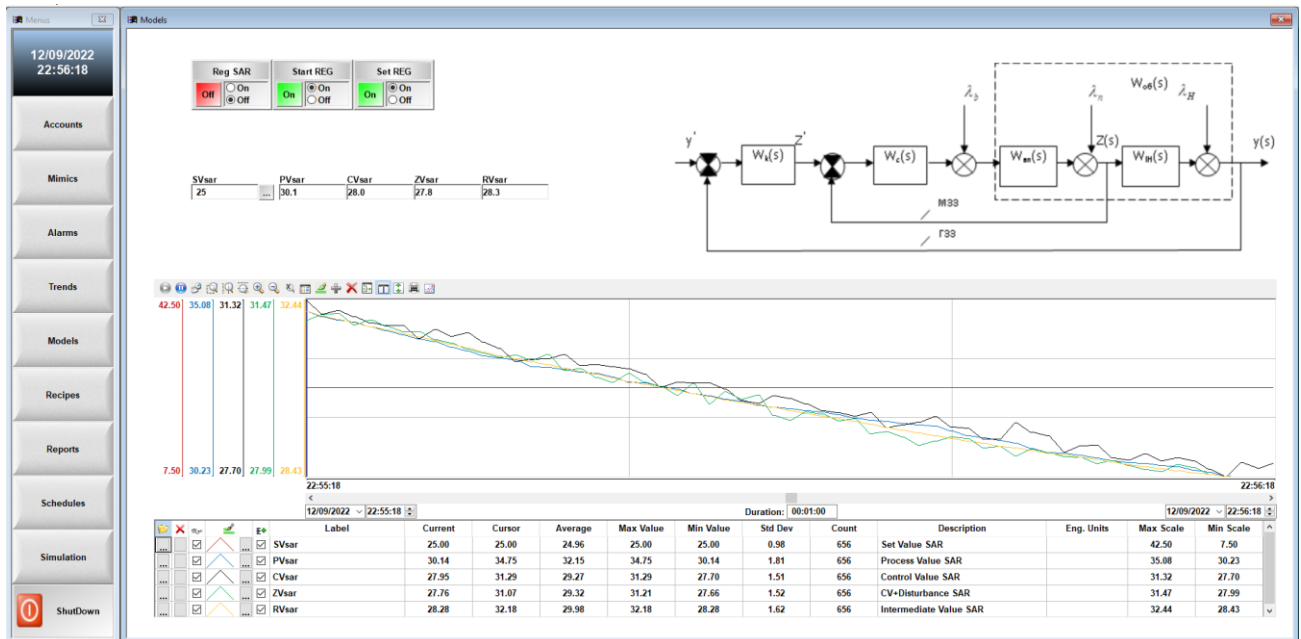 Menus
Models
12/09/2022
22:56:18
Accounts
Mimics
Alarms
Trends
Models
Recipes
Reports
Schedules
Simulation
ShutDown
Reg SAR Start REG Set REG
Off On Off On On Off On On Off
SVsar PVsar CVsar ZVsar RVsar
25 ... 30.1 28.0 27.8 28.3
λb λп Wоб(s) λH
y' Wk(s) Z' Wc(s) Wвп(s) Z(s) WIH(s) y(s)
МЗЗ
ГЗЗ
42.50 35.08 31.32 31.47 32.44
7.50 30.23 27.70 27.99 28.43
22:55:18 22:56:18
12/09/2022 22:55:18 Duration: 00:01:00 12/09/2022 22:56:18
Label Current Cursor Average Max Value Min Value Std Dev Count Description Eng. Units Max Scale Min Scale
SVsar 25.00 25.00 24.96 25.00 25.00 0.98 656 Set Value SAR 42.50 7.50
PVsar 30.14 34.75 32.15 34.75 30.14 1.81 656 Process Value SAR 35.08 30.23
CVsar 27.95 31.29 29.27 31.29 27.70 1.51 656 Control Value SAR 31.32 27.70
ZVsar 27.76 31.07 29.32 31.21 27.66 1.52 656 CV+Disturbance SAR 31.47 27.99
RVsar 28.28 32.18 29.98 32.18 28.28 1.62 656 Intermediate Value SAR 32.44 28.43